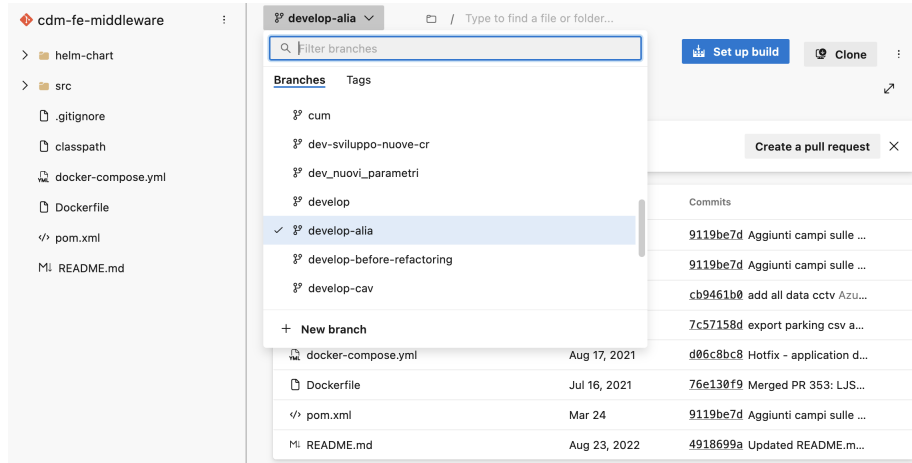 cdm-fe-middleware
helm-chart
src
.gitignore
classpath
docker-compose.yml
Dockerfile
pom.xml
README.md
develop-alia
/ Type to find a file or folder...
Filter branches
Branches Tags
cum
dev-sviluppo-nuove-cr
dev_nuovi_parametri
develop
develop-alia
develop-before-refactoring
develop-cav
+ New branch
Set up build Clone
Create a pull request
Commits
9119be7d Aggiunti campi sulle ...
9119be7d Aggiunti campi sulle ...
cb9461b0 add all data cctv Azu...
7c57158d export parking csv a...
docker-compose.yml Aug 17, 2021 d06c8bc8 Hotfix - application d...
Dockerfile Jul 16, 2021 76e130f9 Merged PR 353: LJS...
pom.xml Mar 24 9119be7d Aggiunti campi sulle ...
README.md Aug 23, 2022 4918699a Updated README.m...